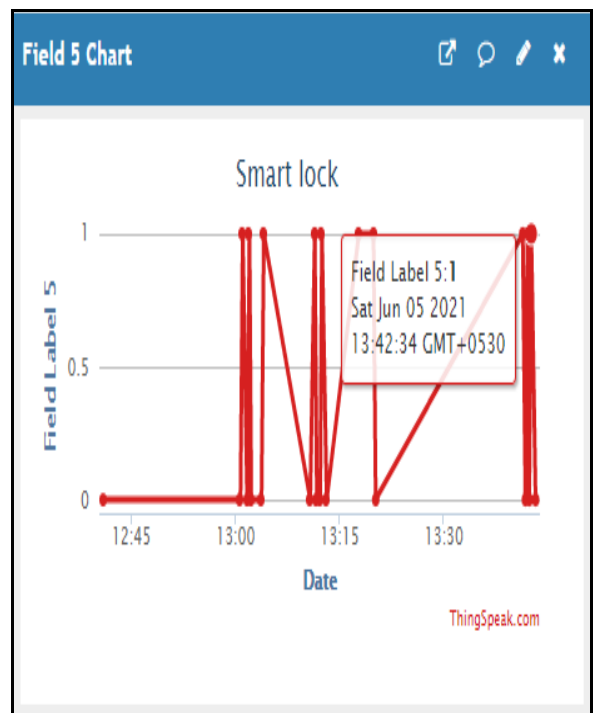 Field 5 Chart
Smart lock
1
Field Label 5:1
Sat Jun 05 2021
13:42:34 GMT+0530
Field Label 5
0.5
0
12:45 13:00 13:15 13:30
Date
ThingSpeak.com